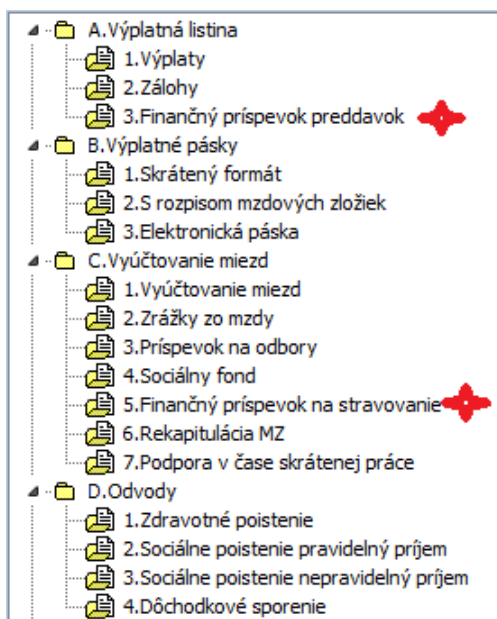 A.Výplatná listina
1.Výplaty
2.Zálohy
3.Finančný príspevok preddavok
B.Výplatné pásky
1.Skrátený formát
2.S rozpisom mzdových zložiek
3.Elektronická páska
C.Vyúčtovanie miezd
1.Vyúčtovanie miezd
2.Zrážky zo mzdy
3.Príspevok na odbory
4.Sociálny fond
5.Finančný príspevok na stravovanie
6.Rekapitulácia MZ
7.Podpora v čase skrátenej práce
D.Odvody
1.Zdravotné poistenie
2.Sociálne poistenie pravidelný príjem
3.Sociálne poistenie nepravidelný príjem
4.Dôchodkové sporenie